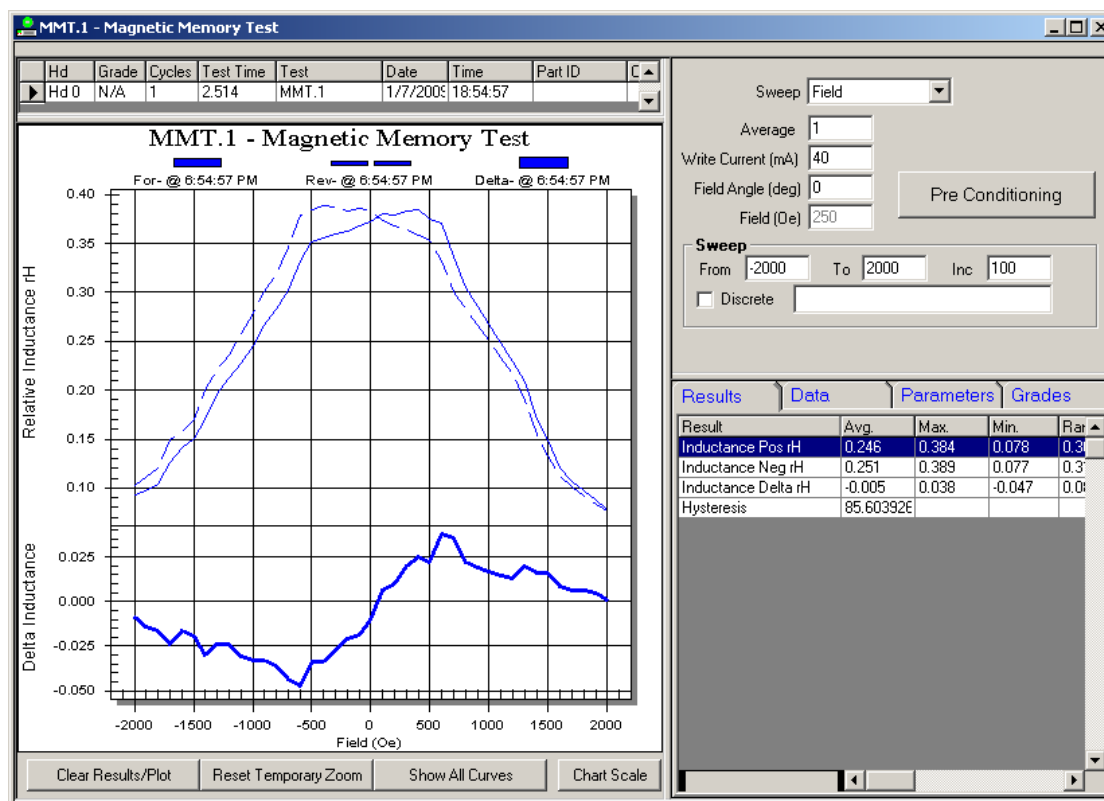 MMT.1 - Magnetic Memory Test
Hd Grade Cycles Test Time Test Date Time Part ID
Hd 0 N/A 1 2.514 MMT.1 1/7/2009 18:54:57
MMT.1 - Magnetic Memory Test
For- @ 6:54:57 PM Rev- @ 6:54:57 PM Delta- @ 6:54:57 PM
Relative Inductance rH
0.40
0.35
0.30
0.25
0.20
0.15
0.10
Delta Inductance
0.025
0.000
-0.025
-0.050
-2000 -1500 -1000 -500 0 500 1000 1500 2000
Field (Oe)
Clear Results/Plot Reset Temporary Zoom Show All Curves Chart Scale
Sweep Field
Average 1
Write Current (mA) 40
Field Angle (deg) 0
Field (Oe) 250
Pre Conditioning
Sweep
From -2000 To 2000 Inc 100
Discrete
Results Data Parameters Grades
Result Avg. Max. Min. Rar
Inductance Pos rH 0.246 0.384 0.078
Inductance Neg rH 0.251 0.389 0.077
Inductance Delta rH -0.005 0.038 -0.047
Hysteresis 85.603926